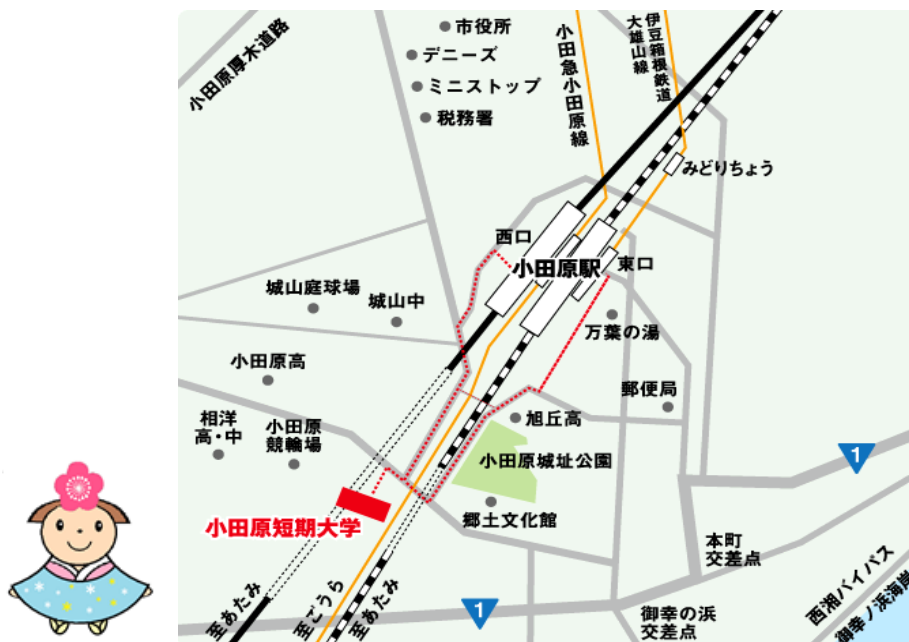 市役所
デニーズ
ミニストップ
税務署
小田原厚木道路
小田急小田原線
伊豆箱根鉄道
大雄山線
みどりちょう
西口
小田原駅
東口
城山庭球場
城山中
万葉の湯
小田原高
郵便局
相洋
高・中
小田原
競輪場
旭丘高
小田原城址公園
1
小田原短期大学
郷土文化館
本町
交差点
西湘バイパス
御幸ノ浜海岸
至あたみ
至ごうら
至あたみ
1
御幸の浜
交差点